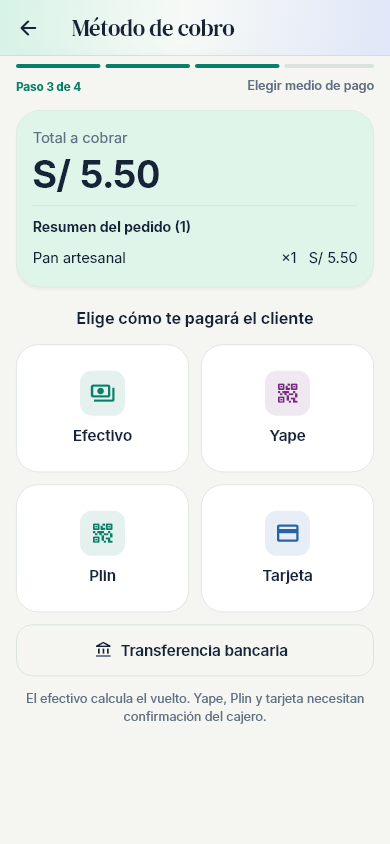 Método de cobro
Paso 3 de 4
Elegir medio de pago
Total a cobrar
S/ 5.50
Resumen del pedido (1)
Pan artesanal ×1 S/ 5.50
Elige cómo te pagará el cliente
Efectivo
Yape
Plin
Tarjeta
Transferencia bancaria
El efectivo calcula el vuelto. Yape, Plin y tarjeta necesitan
confirmación del cajero.